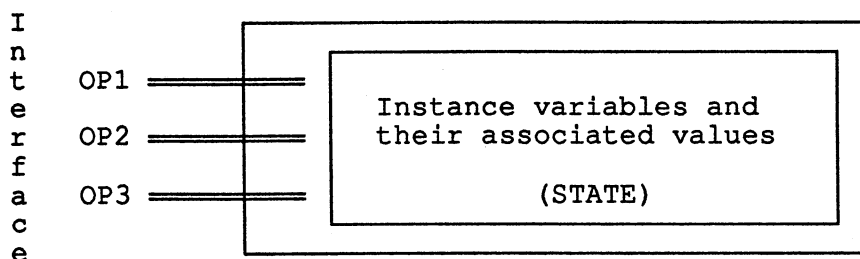 Interface
OP1
OP2
OP3
Instance variables and
their associated values
(STATE)